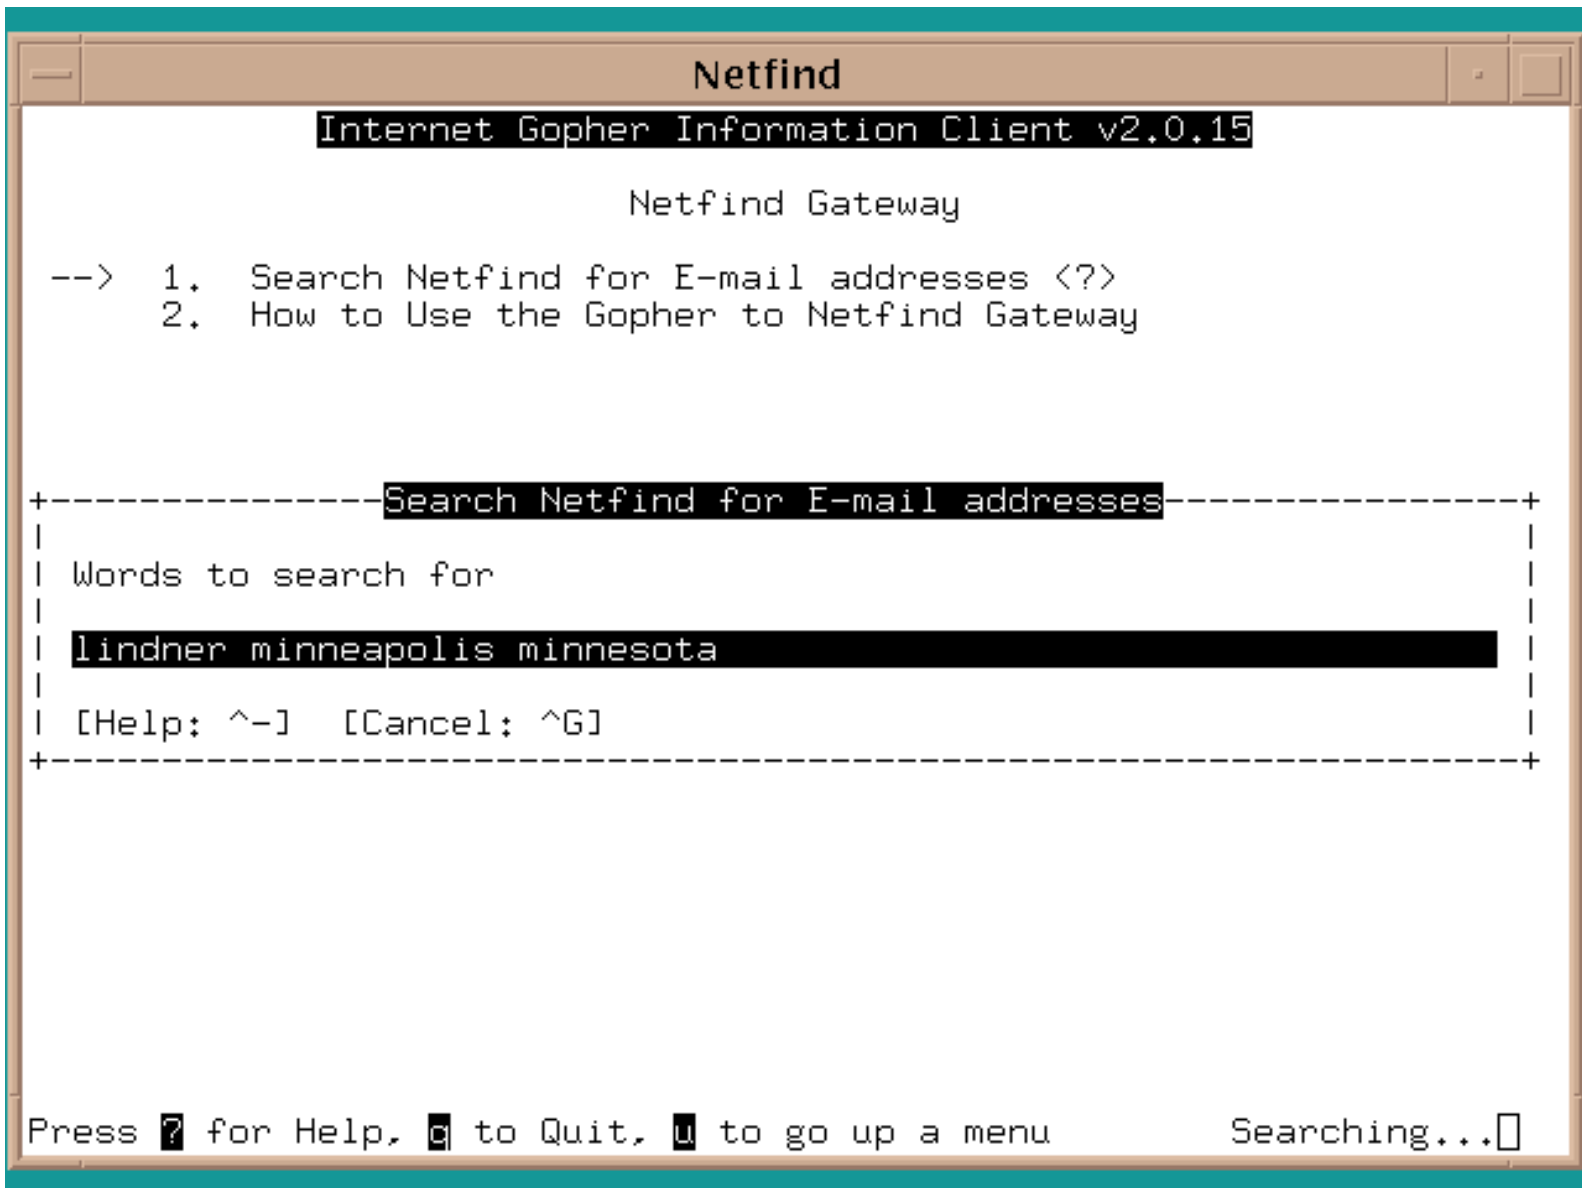 Netfind
Internet Gopher Information Client v2.0.15
Netfind Gateway
--> 1. Search Netfind for E-mail addresses <?>
2. How to Use the Gopher to Netfind Gateway
Search Netfind for E-mail addresses
Words to search for
lindner minneapolis minnesota
[Help: ^-] [Cancel: ^G]
Press ? for Help, q to Quit, u to go up a menu Searching...